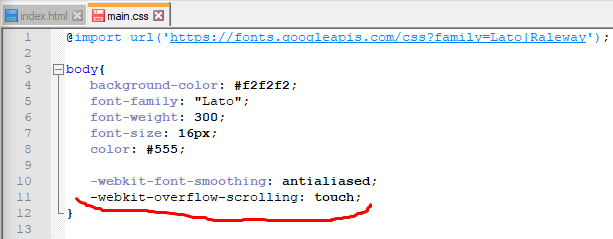 index.html main.css
1 @import url('https://fonts.googleapis.com/css?family=Lato|Raleway');
2
3 body{
4 background-color: #f2f2f2;
5 font-family: "Lato";
6 font-weight: 300;
7 font-size: 16px;
8 color: #555;
9
10 -webkit-font-smoothing: antialiased;
11 -webkit-overflow-scrolling: touch;
12 }
13